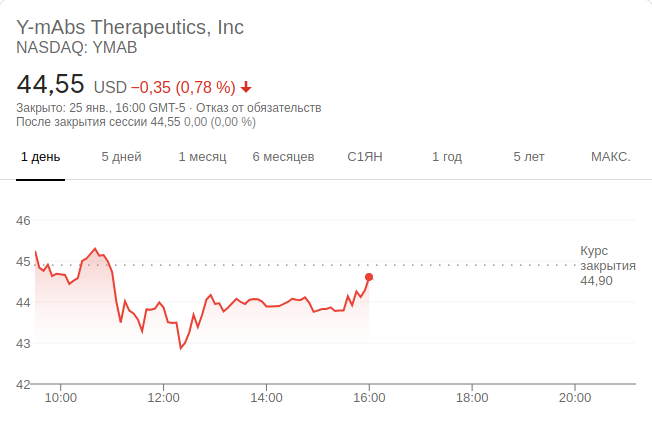 Y-mAbs Therapeutics, Inc
NASDAQ: YMAB
44,55 USD −0,35 (0,78 %)
Закрыто: 25 янв., 16:00 GMT-5 · Отказ от обязательств
После закрытия сессии 44,55 0,00 (0,00 %)
1 день 5 дней 1 месяц 6 месяцев С1ЯН 1 год 5 лет МАКС.
46
45
44
43
42
Курс
закрытия
44,90
10:00 12:00 14:00 16:00 18:00 20:00